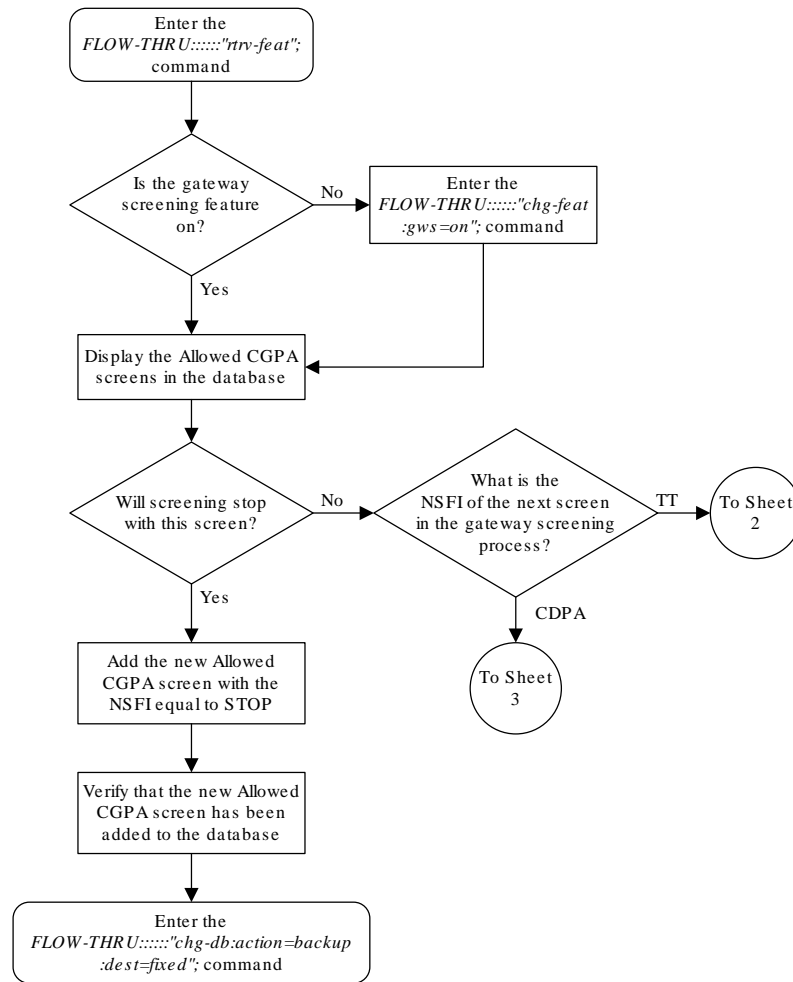 Enter the
FLOW-THRU::::::"rtrv-feat";
command
Is the gateway
screening feature
on?
No
Enter the
FLOW-THRU::::::"chg-feat
:gws=on"; command
Yes
Display the Allowed CGPA
screens in the database
Will screening stop
with this screen?
No
What is the
NSFI of the next screen
in the gateway screening
process?
TT
To Sheet
2
Yes
CDPA
Add the new Allowed
CGPA screen with the
NSFI equal to STOP
To Sheet
3
Verify that the new Allowed
CGPA screen has been
added to the database
Enter the
FLOW-THRU::::::"chg-db:action=backup
:dest=fixed"; command